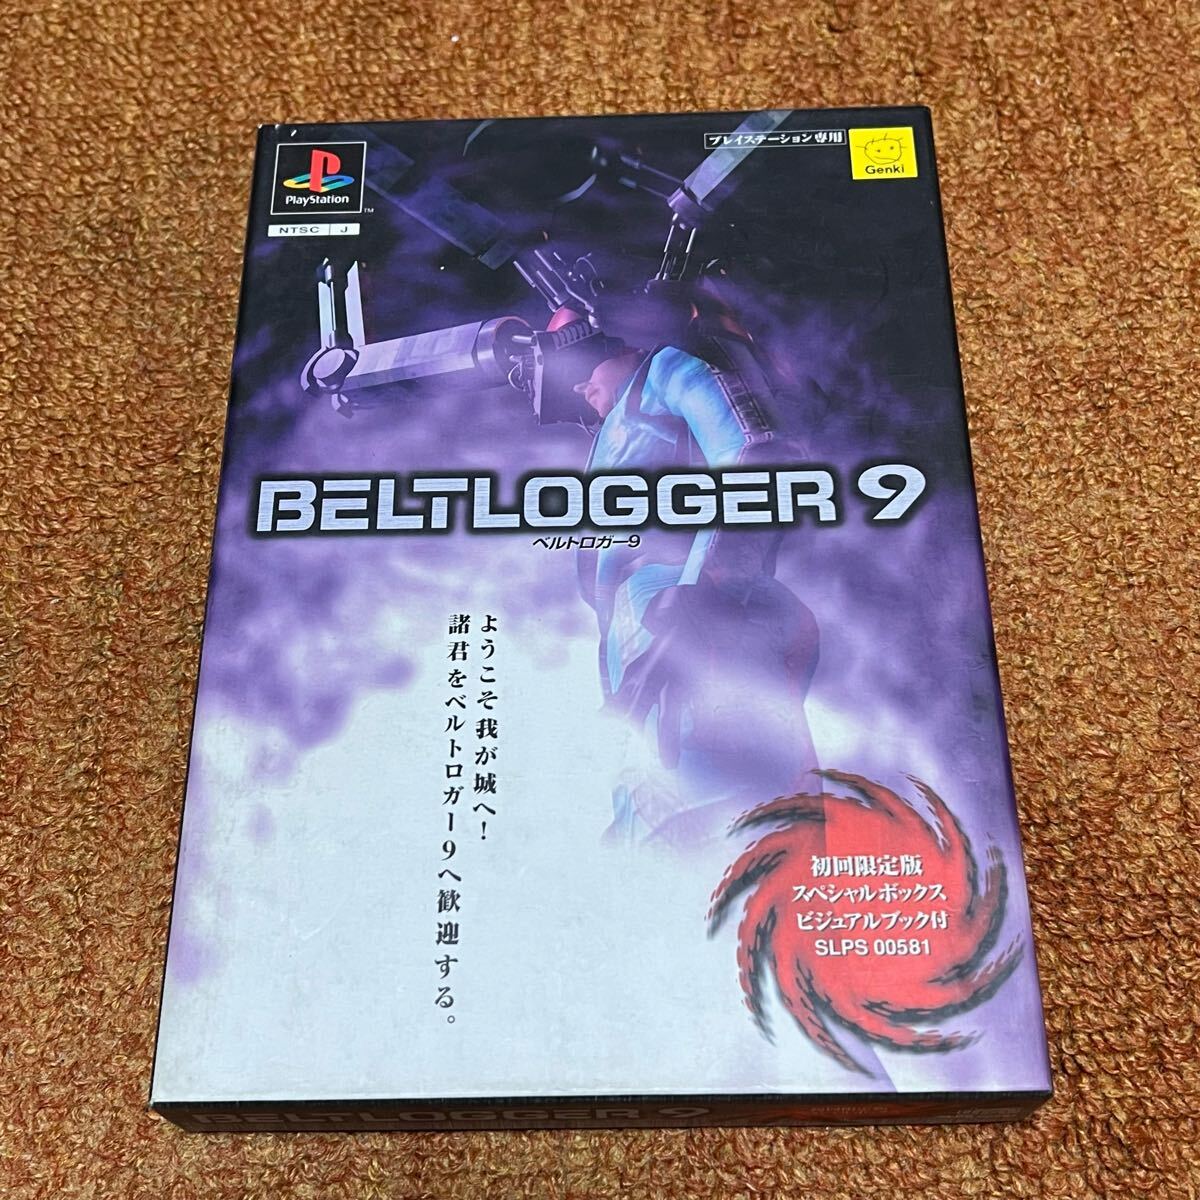 PlayStation
TM
NTSC J
プレイステーション専用
Genki
BELTLOGGER 9
ベルトロガー9
ようこそ我が城へ!
諸君をベルトロガー9へ歓迎する。
初回限定版
スペシャルボックス
ビジュアルブック付
SLPS 00581
BELTLOGGER 9